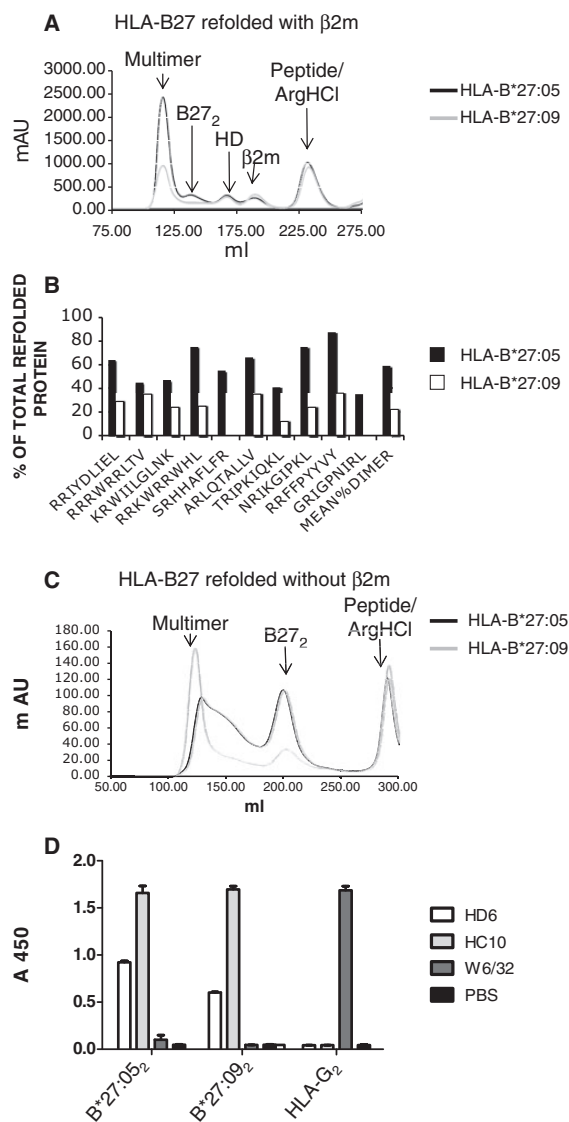 A
HLA-B27 refolded with β2m
Multimer
Peptide/
ArgHCl
B27₂
HD
β2m
HLA-B*27:05
HLA-B*27:09
mAU
3000.00
2500.00
2000.00
1500.00
1000.00
500.00
0.00
75.00 125.00 175.00 225.00 275.00
ml
B
% OF TOTAL REFOLDED
PROTEIN
100
80
60
40
20
0
HLA-B*27:05
HLA-B*27:09
RRIYDLIEL
RRRWRRLTV
KRWIILGLNK
RRKWRRWHL
SRHHAFLFR
ARLQTALLV
TRIPKIQKL
NRIKGIPKL
RRFFPYYVY
GRIGPNIRL
MEAN%DIMER
C
HLA-B27 refolded without β2m
Multimer
B27₂
Peptide/
ArgHCl
HLA-B*27:05
HLA-B*27:09
m AU
180.00
160.00
140.00
120.00
100.00
80.00
60.00
40.00
20.00
0.00
50.00 100.00 150.00 200.00 250.00 300.00
ml
D
A 450
2.0
1.5
1.0
0.5
0.0
HD6
HC10
W6/32
PBS
B*27:05₂
B*27:09₂
HLA-G₂